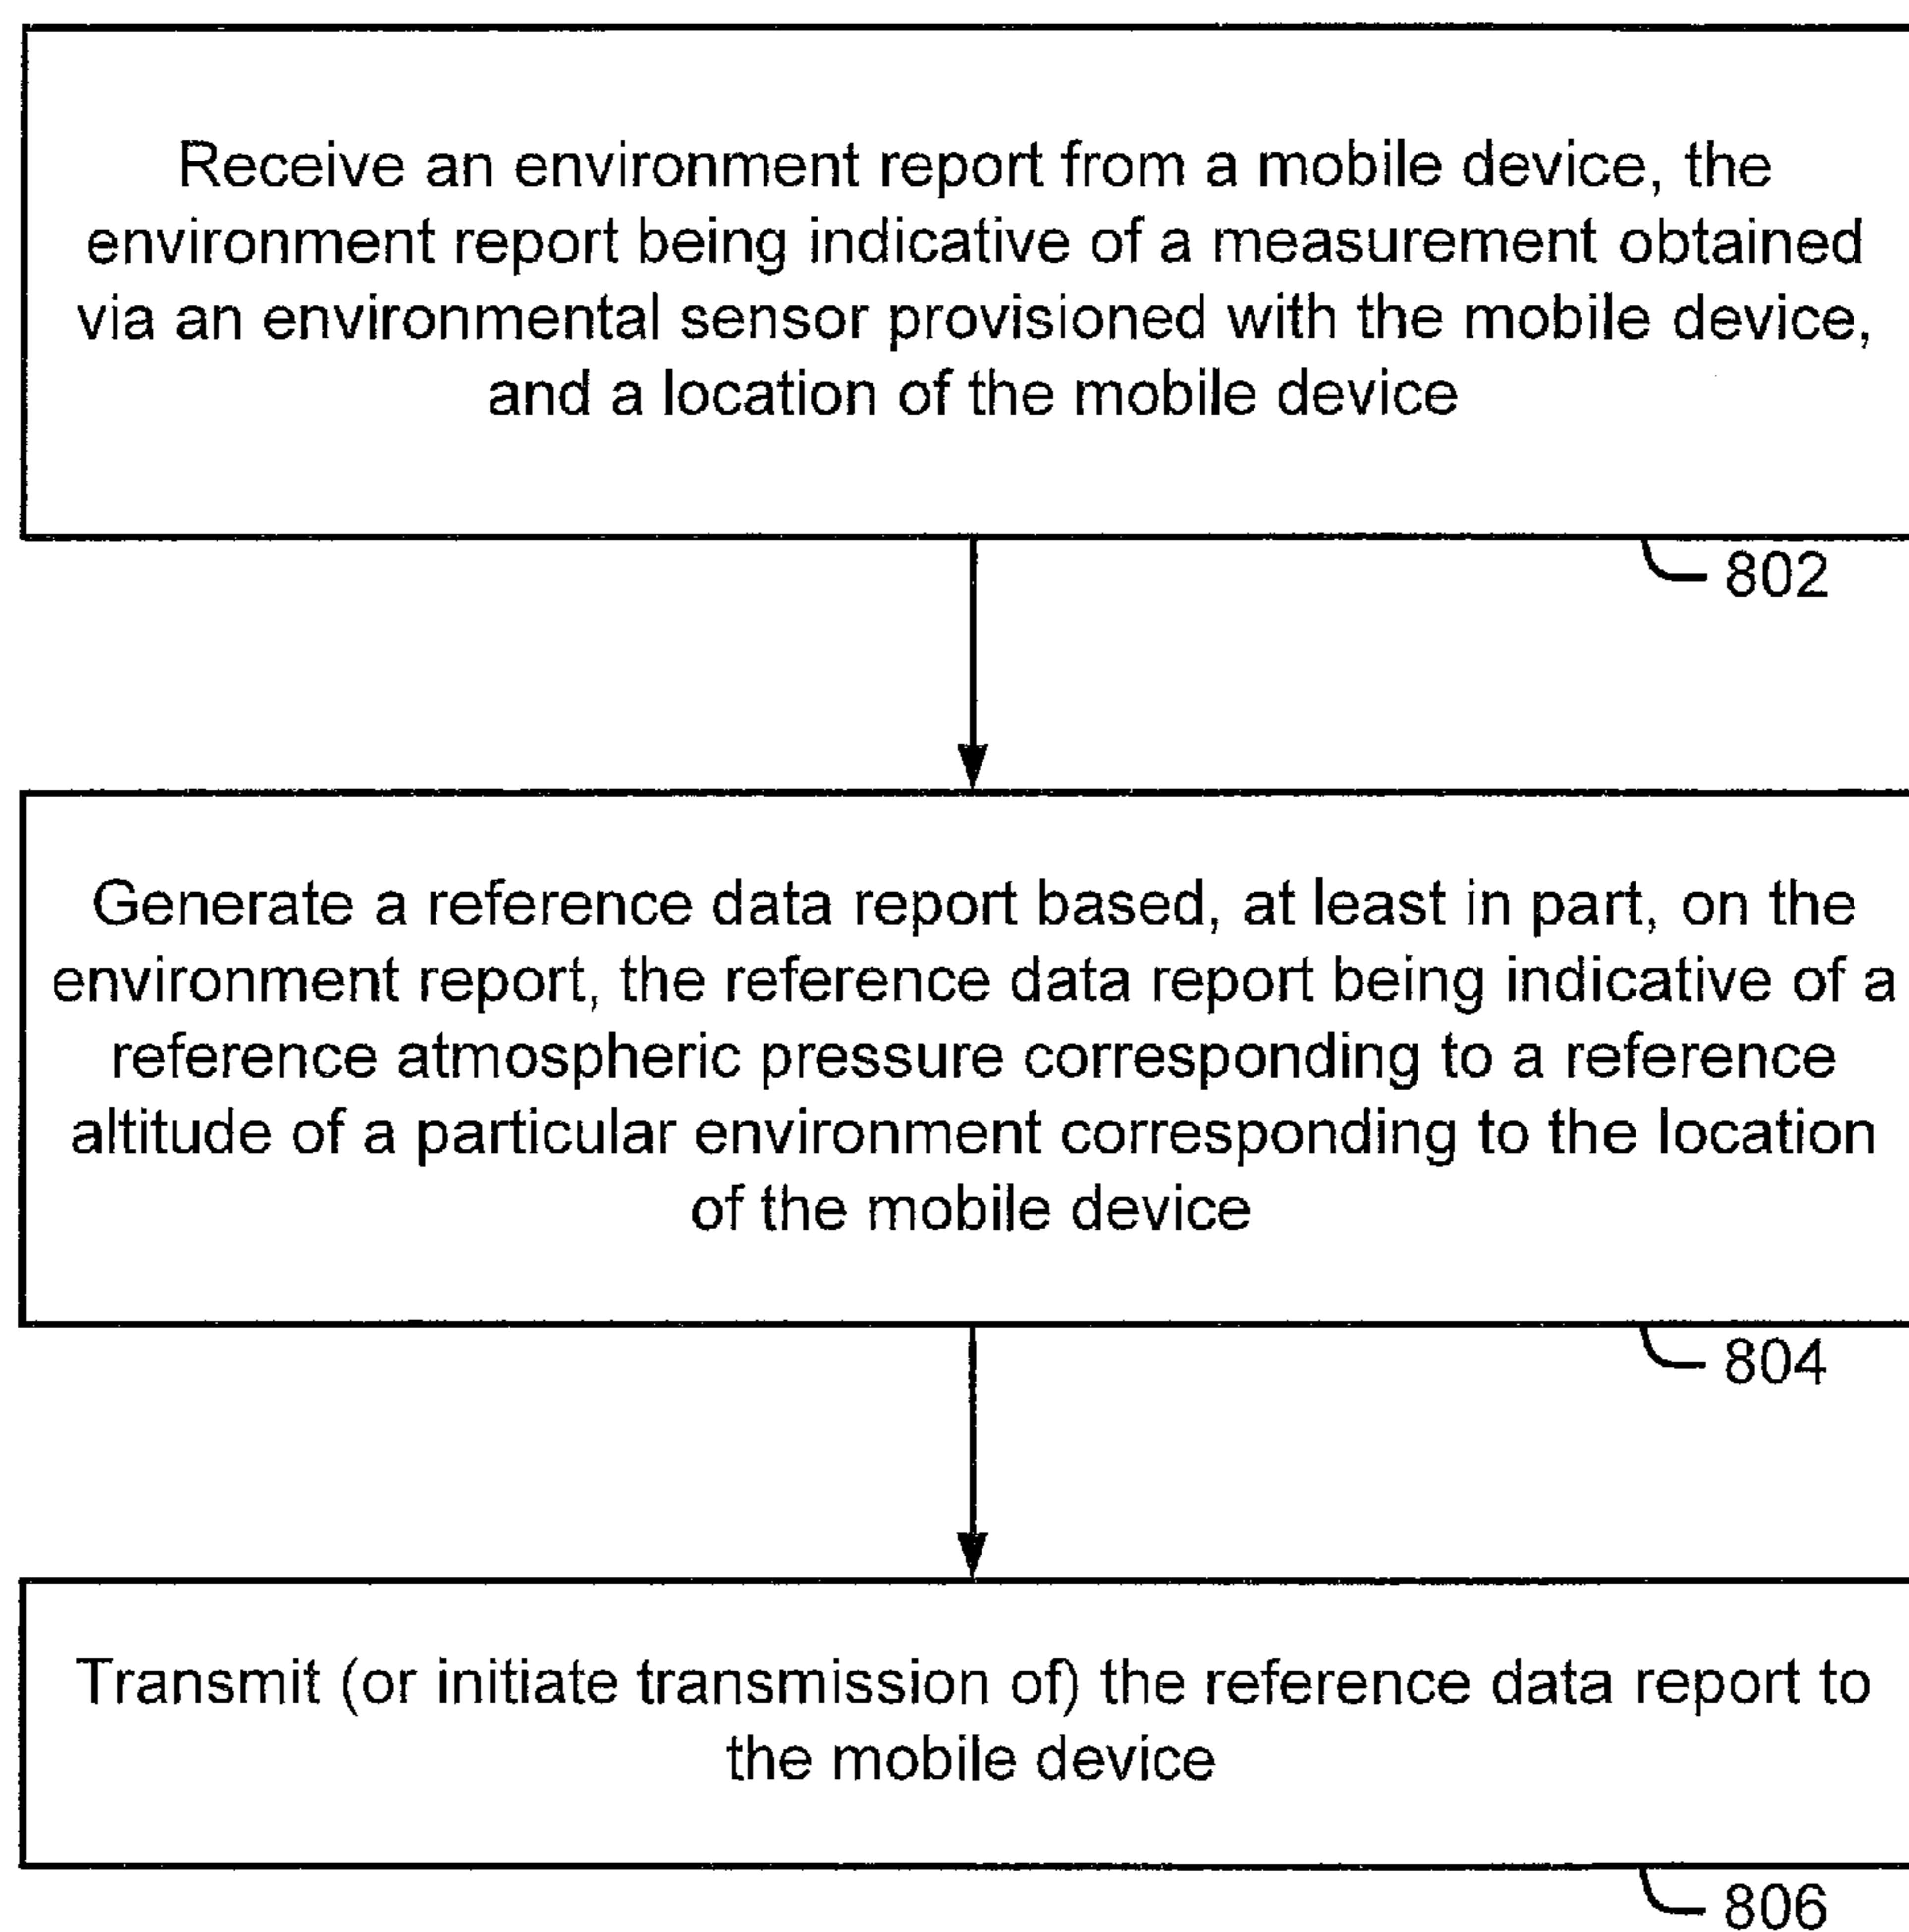 Receive an environment report from a mobile device, the
environment report being indicative of a measurement obtained
via an environmental sensor provisioned with the mobile device,
and a location of the mobile device
802
Generate a reference data report based, at least in part, on the
environment report, the reference data report being indicative of a
reference atmospheric pressure corresponding to a reference
altitude of a particular environment corresponding to the location
of the mobile device
804
Transmit (or initiate transmission of) the reference data report to
the mobile device
806